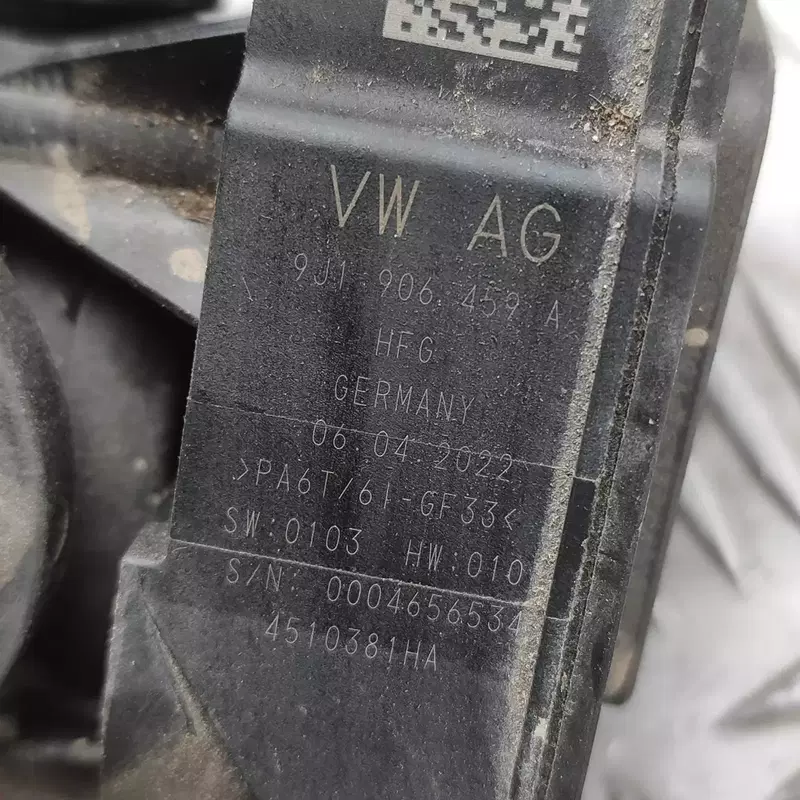 VW AG
9J1 906 459 A
HFG
GERMANY
06.04.2022
>PA6T/6I-GF33<
SW:0103 HW:010
S/N: 0004656534
4510381HA